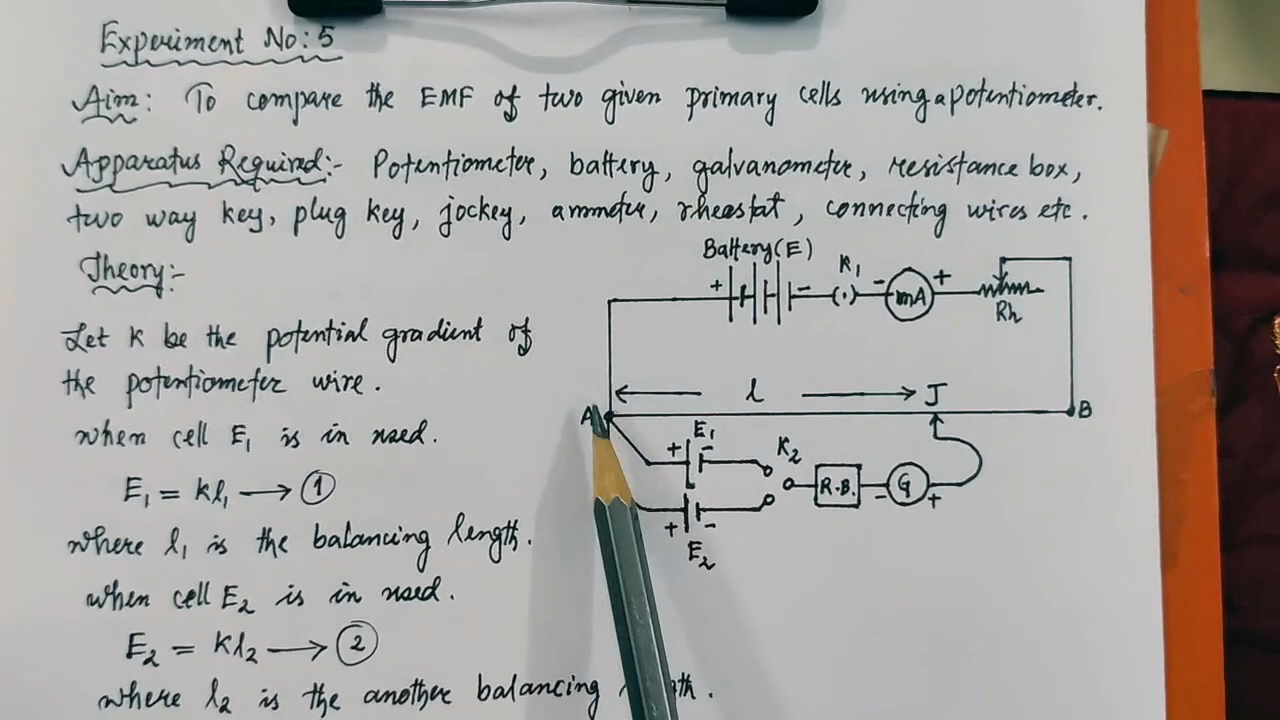 Experiment No: 5
Aim: To compare the EMF of two given primary cells using a potentiometer.
Apparatus Required:- Potentiometer, battery, galvanometer, resistance box,
two way key, plug key, jockey, ammeter, rheostat, connecting wires etc.
Theory:-
Let K be the potential gradient of
the potentiometer wire.
when cell E₁ is in used.
E₁ = Kl₁ → ①
where l₁ is the balancing length.
when cell E₂ is in used.
E₂ = Kl₂ → ②
where l₂ is the another balancing
Battery(E)
+ − K₁ − mA +
Rh
l J
A B
+ E₁ − K₂
R.B. − G +
+ −
E₂